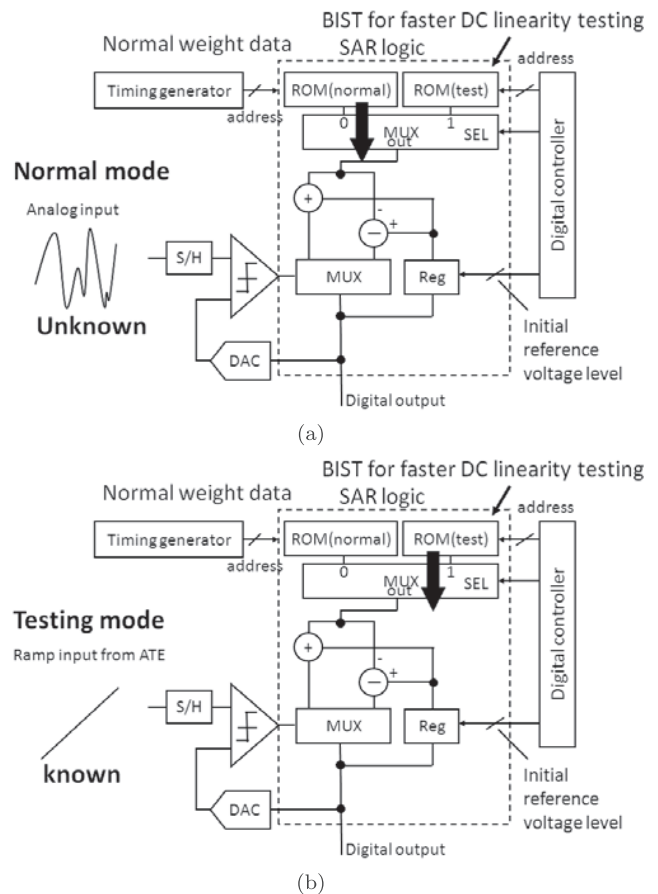 BIST for faster DC linearity testing
Normal weight data
SAR logic
address
Timing generator
address
ROM(normal)
ROM(test)
0
1
MUX
out
SEL
Digital controller
Normal mode
Analog input
Unknown
+
-
+
—
S/H
MUX
Reg
DAC
Initial
reference
voltage level
Digital output
(a)
BIST for faster DC linearity testing
Normal weight data
SAR logic
address
Timing generator
address
ROM(normal)
ROM(test)
0
1
MUX
out
SEL
Digital controller
Testing mode
Ramp input from ATE
known
+
-
+
—
S/H
MUX
Reg
DAC
Initial
reference
voltage level
Digital output
(b)